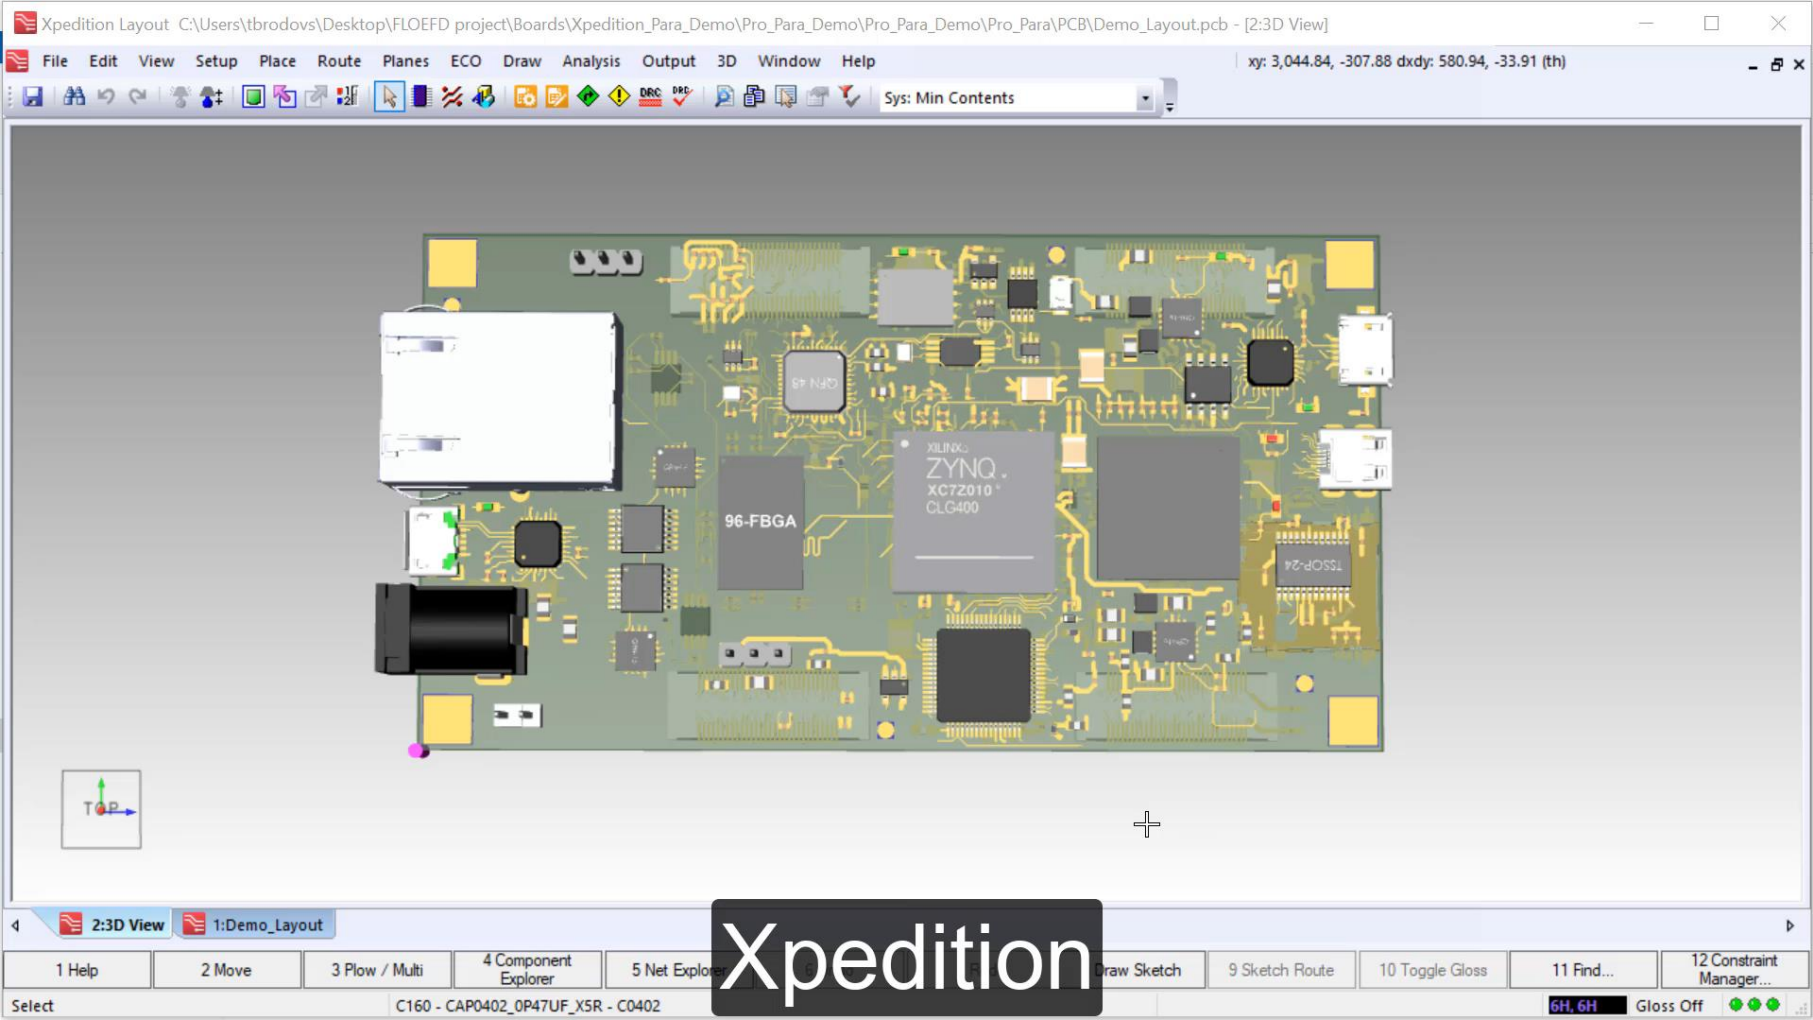 Xpedition Layout C:\Users\tbrodovs\Desktop\FLOEFD project\Boards\Xpedition_Para_Demo\Pro_Para_Demo\Pro_Para_Demo\Pro_Para\PCB\Demo_Layout.pcb - [2:3D View]
File Edit View Setup Place Route Planes ECO Draw Analysis Output 3D Window Help
xy: 3,044.84, -307.88 dxdy: 580.94, -33.91 (th)
DRC DRC Sys: Min Contents
QFN 48
XILINX
ZYNQ
XC7Z010
CLG400
96-FBGA
TSSOP-24
TOP
2:3D View 1:Demo_Layout
Xpedition
1 Help 2 Move 3 Plow / Multi 4 Component Explorer 5 Net Explorer Draw Sketch 9 Sketch Route 10 Toggle Gloss 11 Find... 12 Constraint Manager...
Select C160 - CAP0402_0P47UF_X5R - C0402 6H, 6H Gloss Off